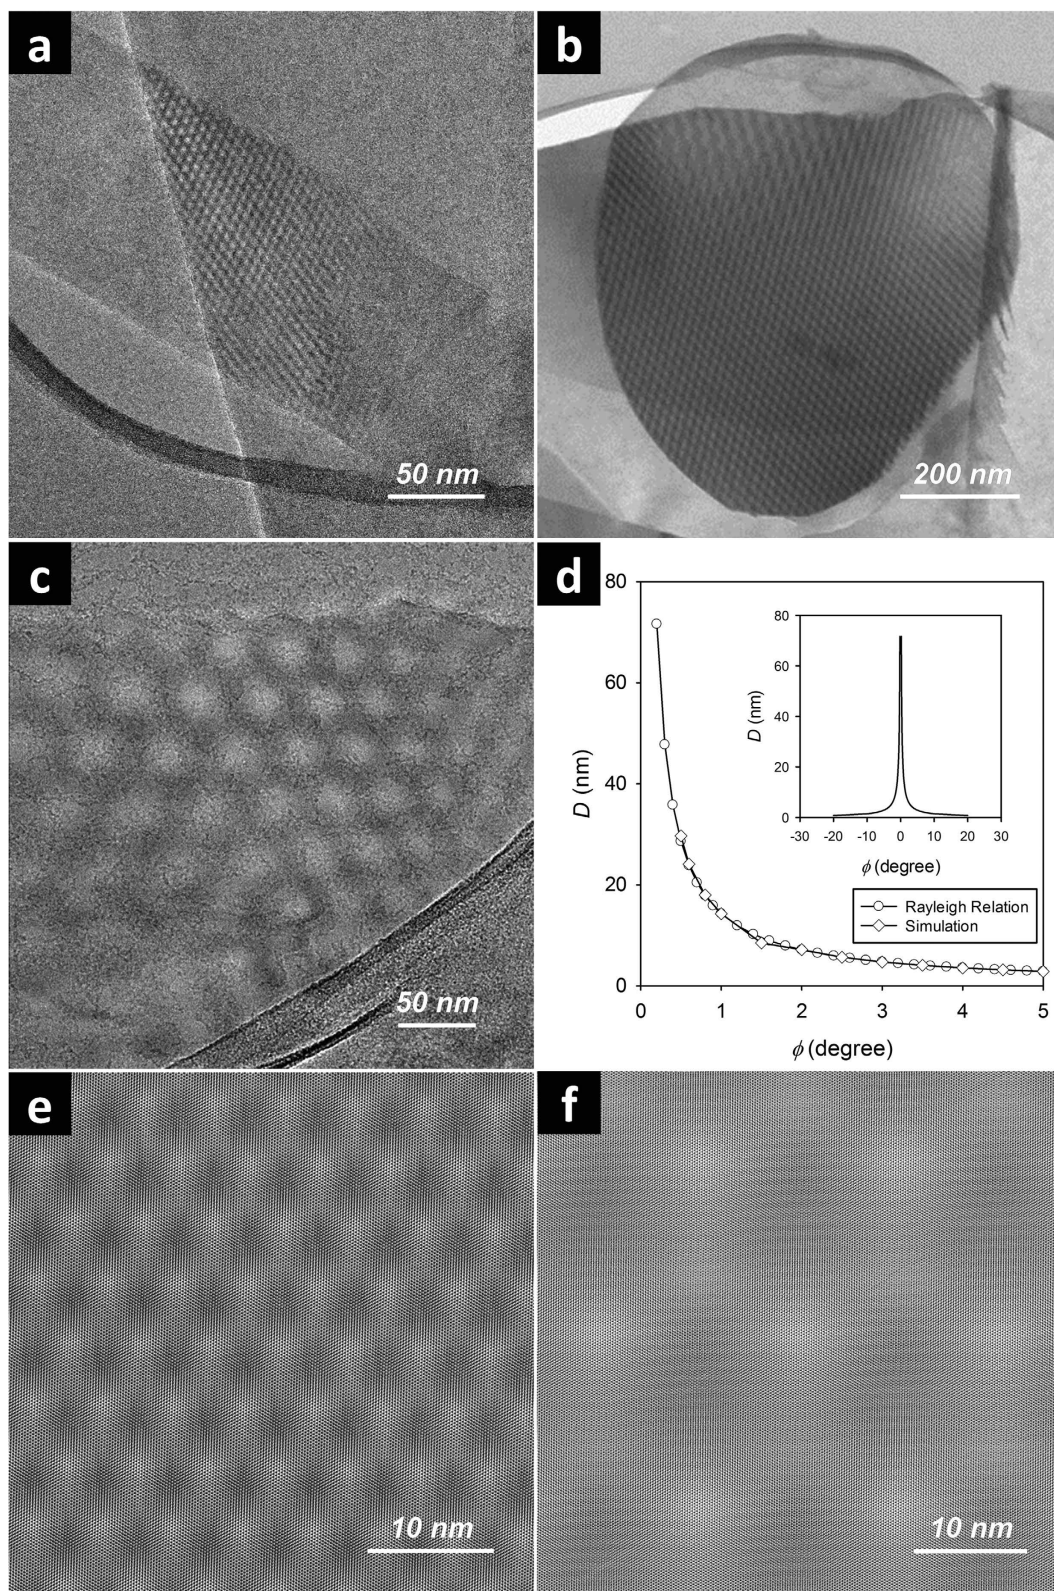 a
b
50 nm
200 nm
c
d
50 nm
80
60
40
20
0
D (nm)
0
1
2
3
4
5
ϕ (degree)
80
60
40
20
0
D (nm)
-30
-20
-10
0
10
20
30
ϕ (degree)
Rayleigh Relation
Simulation
e
f
10 nm
10 nm